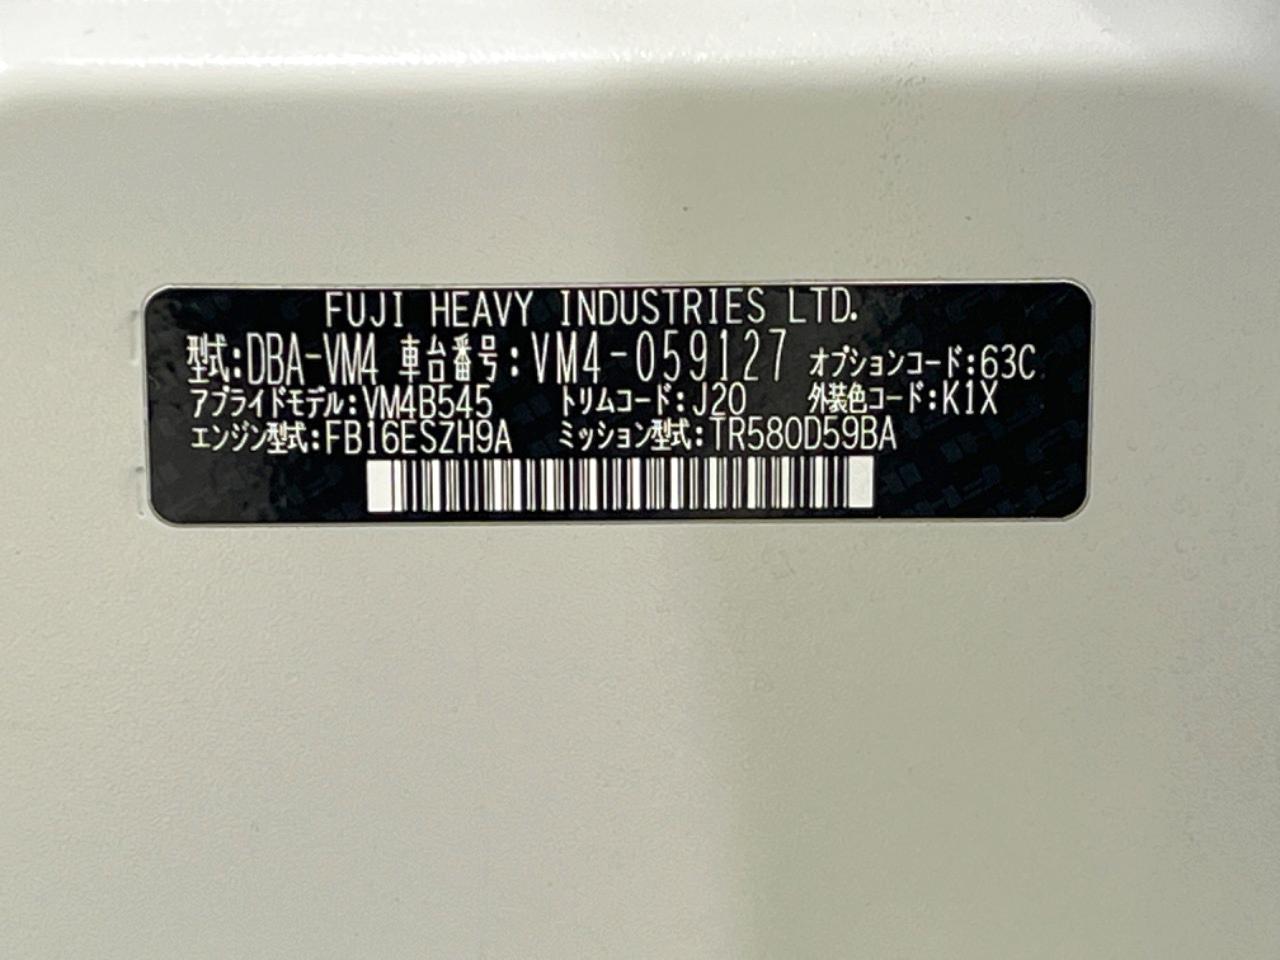 FUJI HEAVY INDUSTRIES LTD.
型式:DBA-VM4 車台番号:VM4-059127 オプションコード:63C
アプライドモデル:VM4B545 トリムコード:J20 外装色コード:K1X
エンジン型式:FB16ESZH9A ミッション型式:TR580D59BA